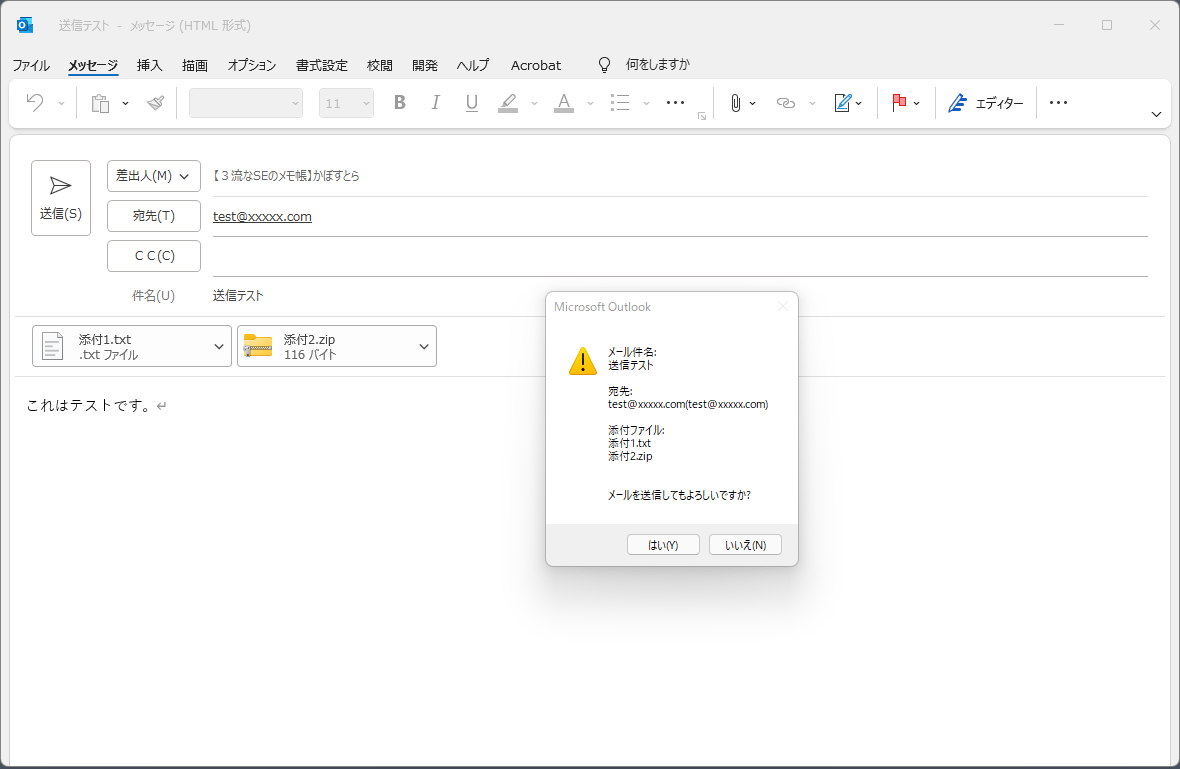 送信テスト - メッセージ (HTML 形式)
ファイル メッセージ 挿入 描画 オプション 書式設定 校閲 開発 ヘルプ Acrobat 何をしますか
11 B I U A エディター
送信(S)
差出人(M) 【３流なSEのメモ帳】かぼすとら
宛先(T) test@xxxxx.com
ＣＣ(C)
件名(U) 送信テスト
添付1.txt
.txt ファイル
添付2.zip
116 バイト
これはテストです。↵
Microsoft Outlook
メール件名:
送信テスト
宛先:
test@xxxxx.com(test@xxxxx.com)
添付ファイル:
添付1.txt
添付2.zip
メールを送信してもよろしいですか?
はい(Y) いいえ(N)